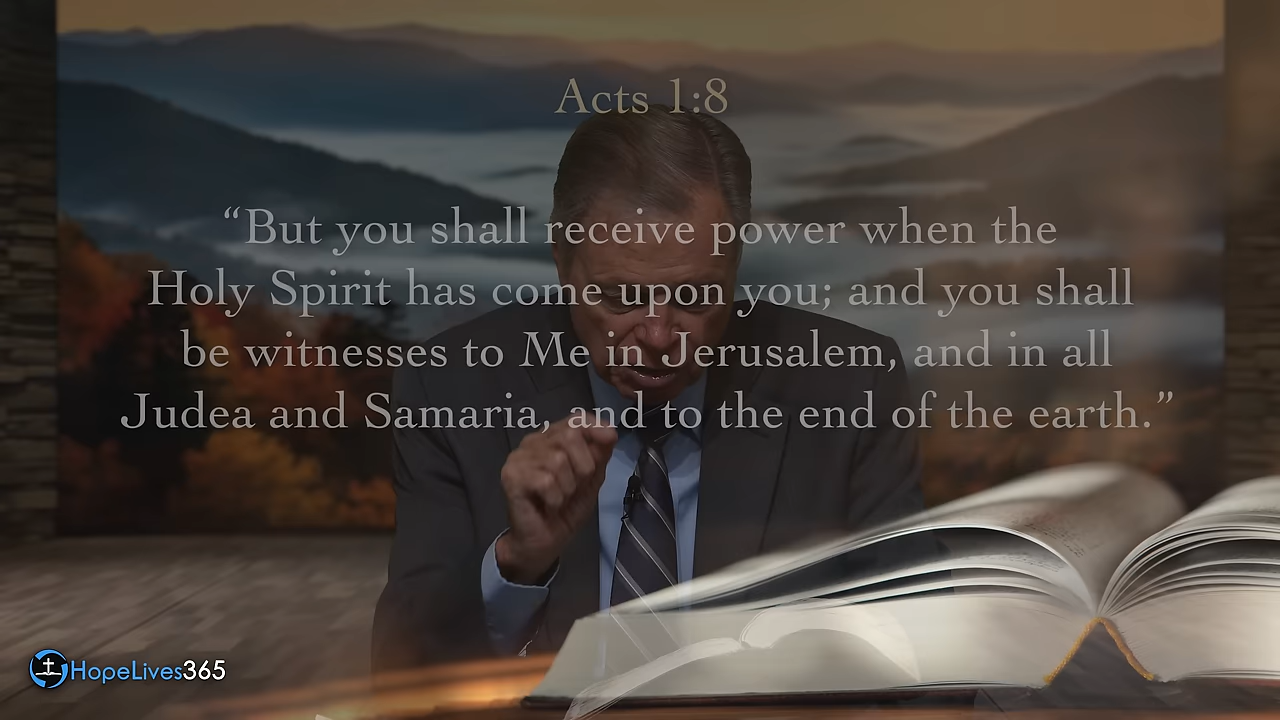 Acts 1:8
“But you shall receive power when the
Holy Spirit has come upon you; and you shall
be witnesses to Me in Jerusalem, and in all
Judea and Samaria, and to the end of the earth.”
HopeLives365